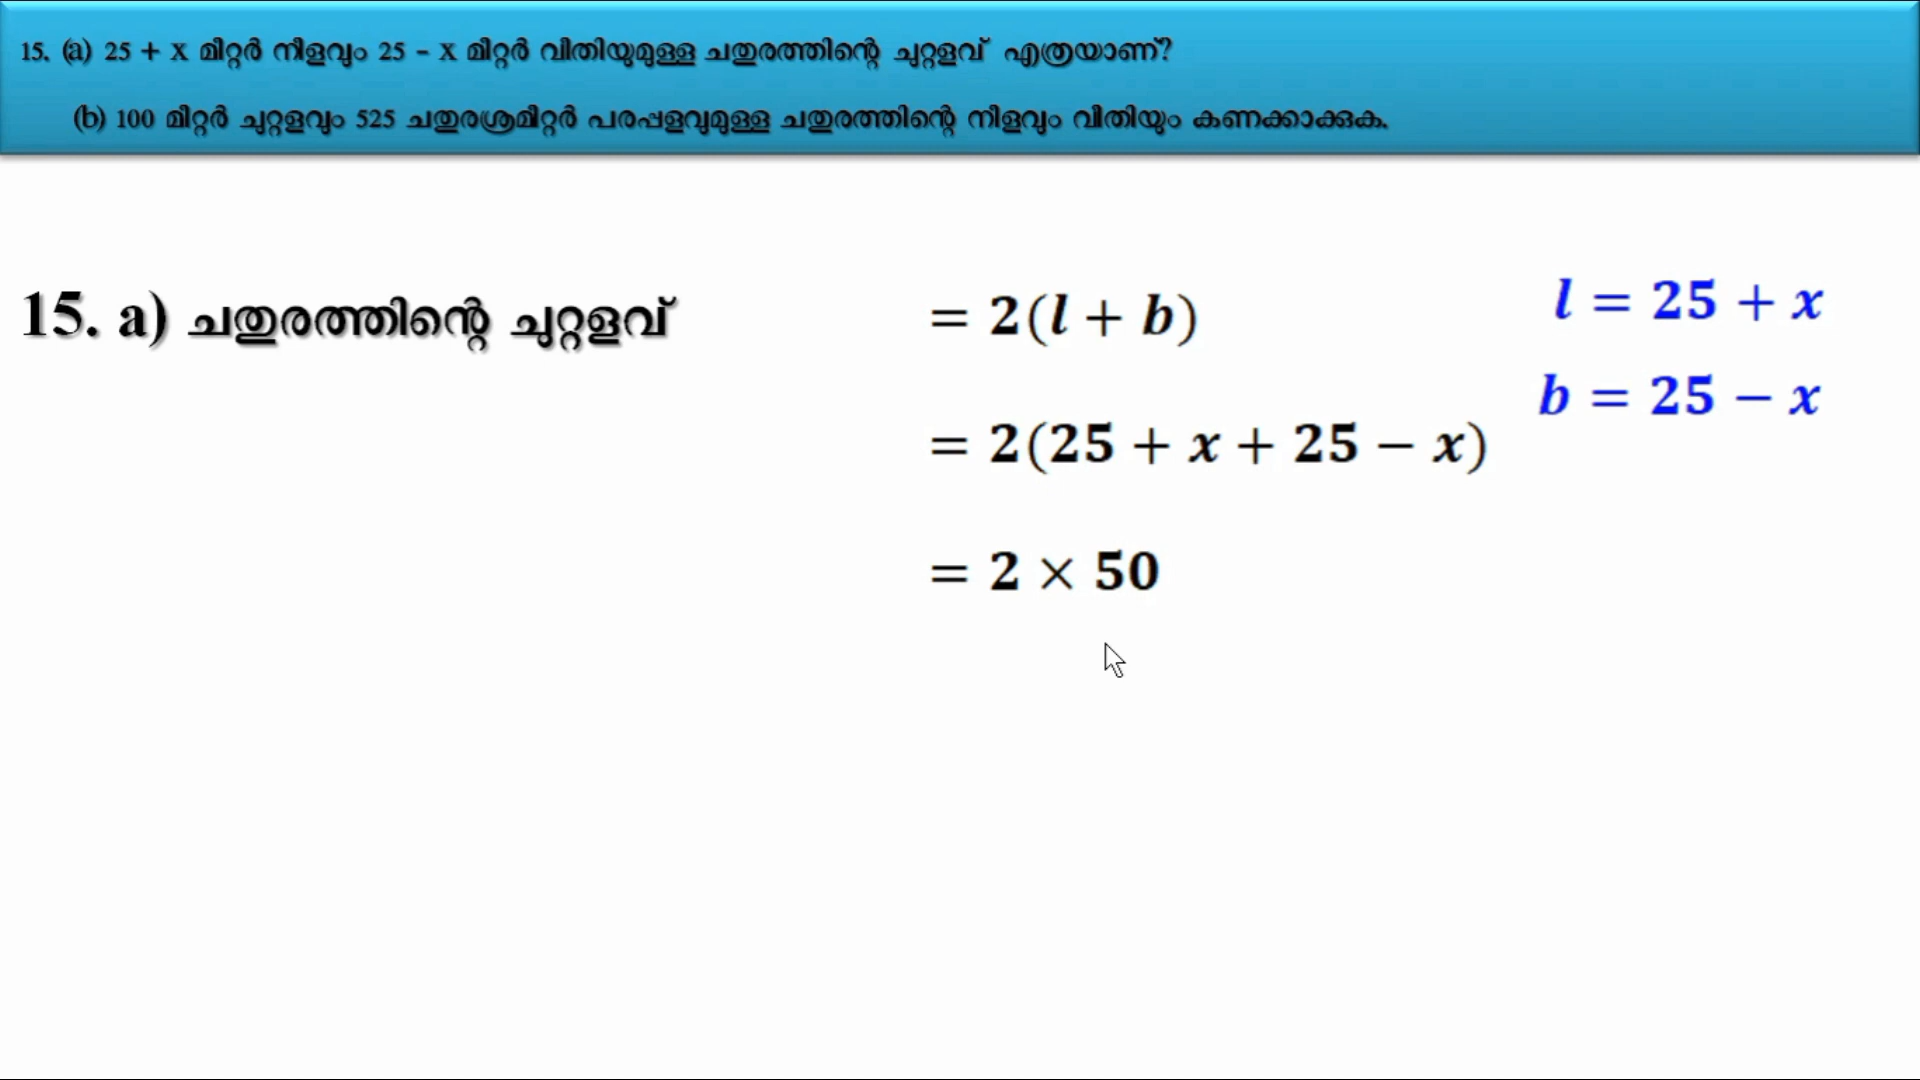 15. (a) 25 + x മീറ്റർ നീളവും 25 – x മീറ്റർ വീതിയുമുള്ള ചതുരത്തിന്റെ ചുറ്റളവ് എത്രയാണ്?
(b) 100 മീറ്റർ ചുറ്റളവും 525 ചതുരശ്രമീറ്റർ പരപ്പളവുമുള്ള ചതുരത്തിന്റെ നീളവും വീതിയും കണക്കാക്കുക.
15. a) ചതുരത്തിന്റെ ചുറ്റളവ് = 2(l + b)
l = 25 + x
b = 25 − x
= 2(25 + x + 25 − x)
= 2 × 50